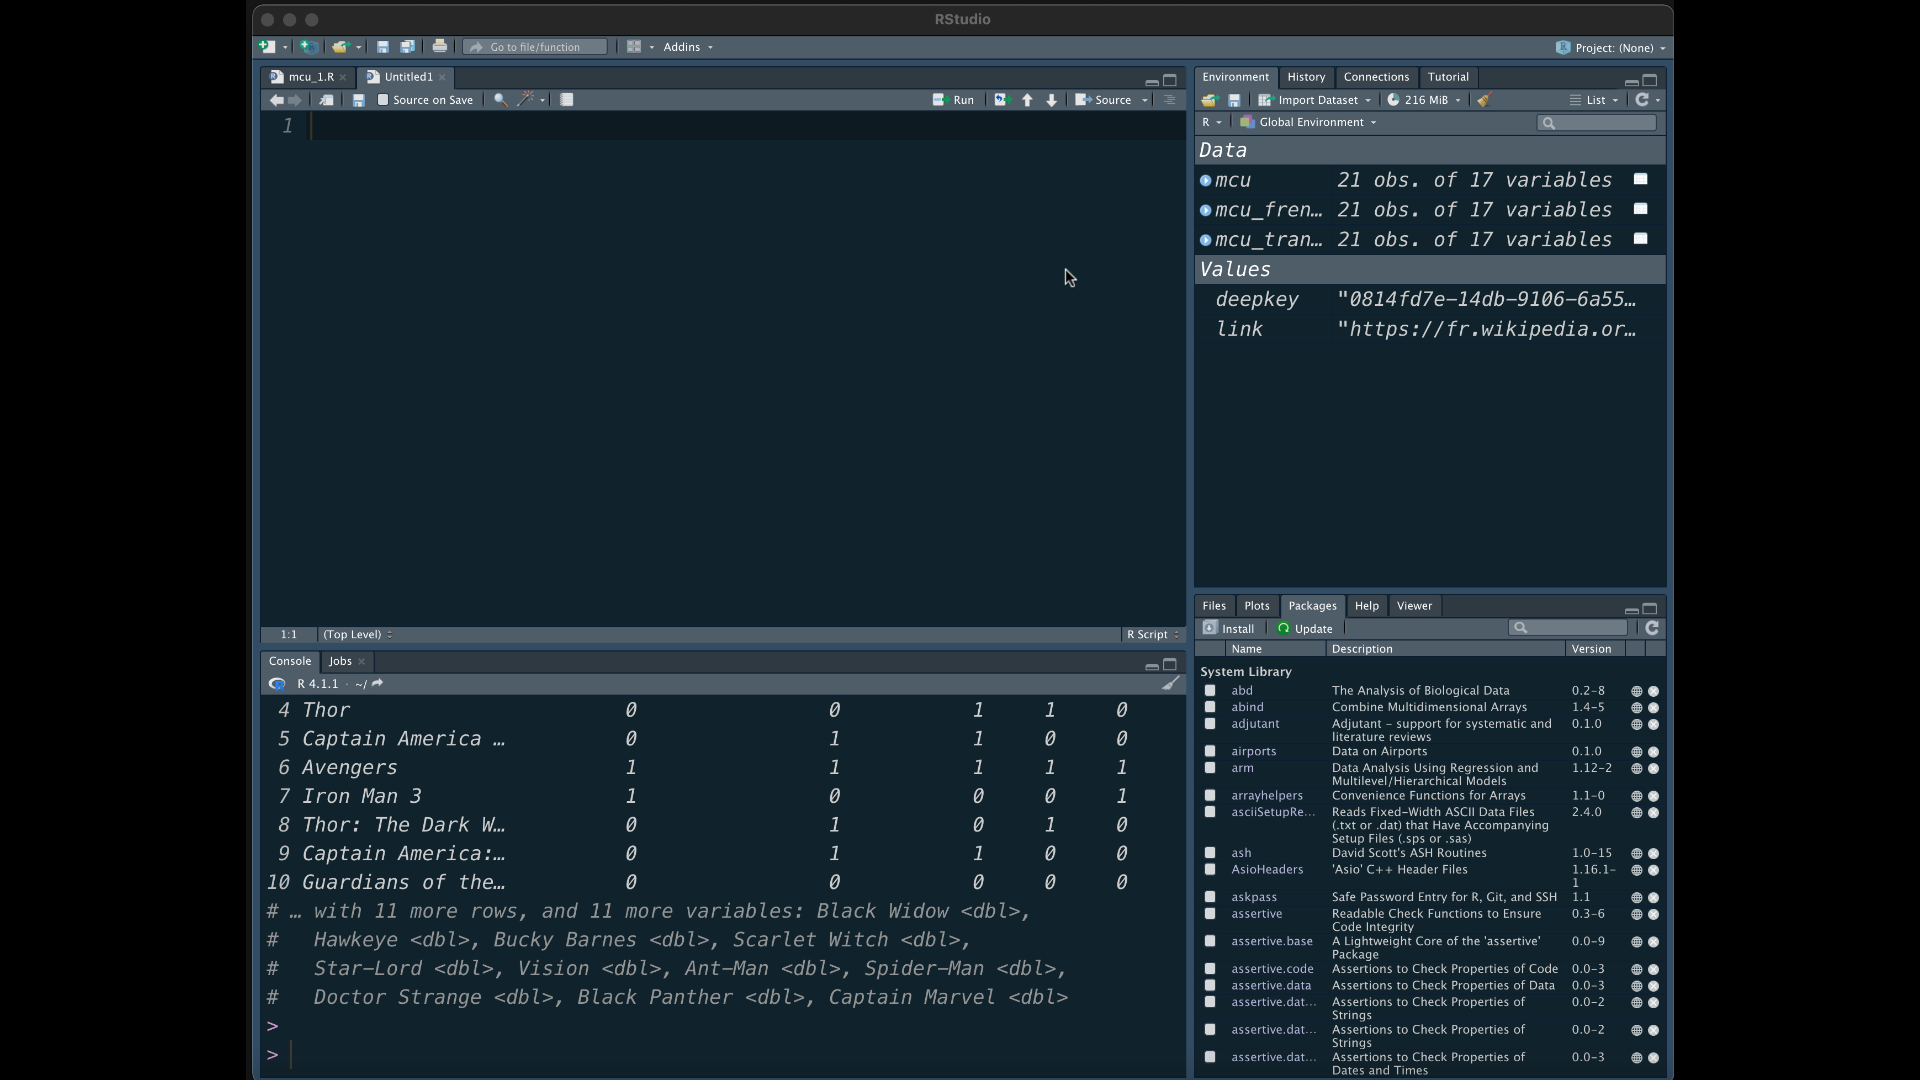 RStudio
Go to file/function
Addins
Project: (None)
mcu_1.R
Untitled1
Source on Save
Run
Source
1
1:1
(Top Level)
R Script
Console
Jobs
R 4.1.1 · ~/
4 Thor 0 0 1 1 0
5 Captain America … 0 1 1 0 0
6 Avengers 1 1 1 1 1
7 Iron Man 3 1 0 0 0 1
8 Thor: The Dark W… 0 1 0 1 0
9 Captain America:… 0 1 1 0 0
10 Guardians of the… 0 0 0 0 0
# … with 11 more rows, and 11 more variables: Black Widow <dbl>,
# Hawkeye <dbl>, Bucky Barnes <dbl>, Scarlet Witch <dbl>,
# Star-Lord <dbl>, Vision <dbl>, Ant-Man <dbl>, Spider-Man <dbl>,
# Doctor Strange <dbl>, Black Panther <dbl>, Captain Marvel <dbl>
>
>
Environment
History
Connections
Tutorial
Import Dataset
216 MiB
List
R
Global Environment
Data
mcu 21 obs. of 17 variables
mcu_fren… 21 obs. of 17 variables
mcu_tran… 21 obs. of 17 variables
Values
deepkey "0814fd7e-14db-9106-6a55…
link "https://fr.wikipedia.or…
Files
Plots
Packages
Help
Viewer
Install
Update
Name Description Version
System Library
abd The Analysis of Biological Data 0.2-8
abind Combine Multidimensional Arrays 1.4-5
adjutant Adjutant - support for systematic and 0.1.0
literature reviews
airports Data on Airports 0.1.0
arm Data Analysis Using Regression and 1.12-2
Multilevel/Hierarchical Models
arrayhelpers Convenience Functions for Arrays 1.1-0
asciiSetupRe… Reads Fixed-Width ASCII Data Files 2.4.0
(.txt or .dat) that Have Accompanying
Setup Files (.sps or .sas)
ash David Scott's ASH Routines 1.0-15
AsioHeaders 'Asio' C++ Header Files 1.16.1-
1
askpass Safe Password Entry for R, Git, and SSH 1.1
assertive Readable Check Functions to Ensure 0.3-6
Code Integrity
assertive.base A Lightweight Core of the 'assertive' 0.0-9
Package
assertive.code Assertions to Check Properties of Code 0.0-3
assertive.data Assertions to Check Properties of Data 0.0-3
assertive.dat… Assertions to Check Properties of 0.0-2
Strings
assertive.dat… Assertions to Check Properties of 0.0-2
Strings
assertive.dat… Assertions to Check Properties of 0.0-3
Dates and Times